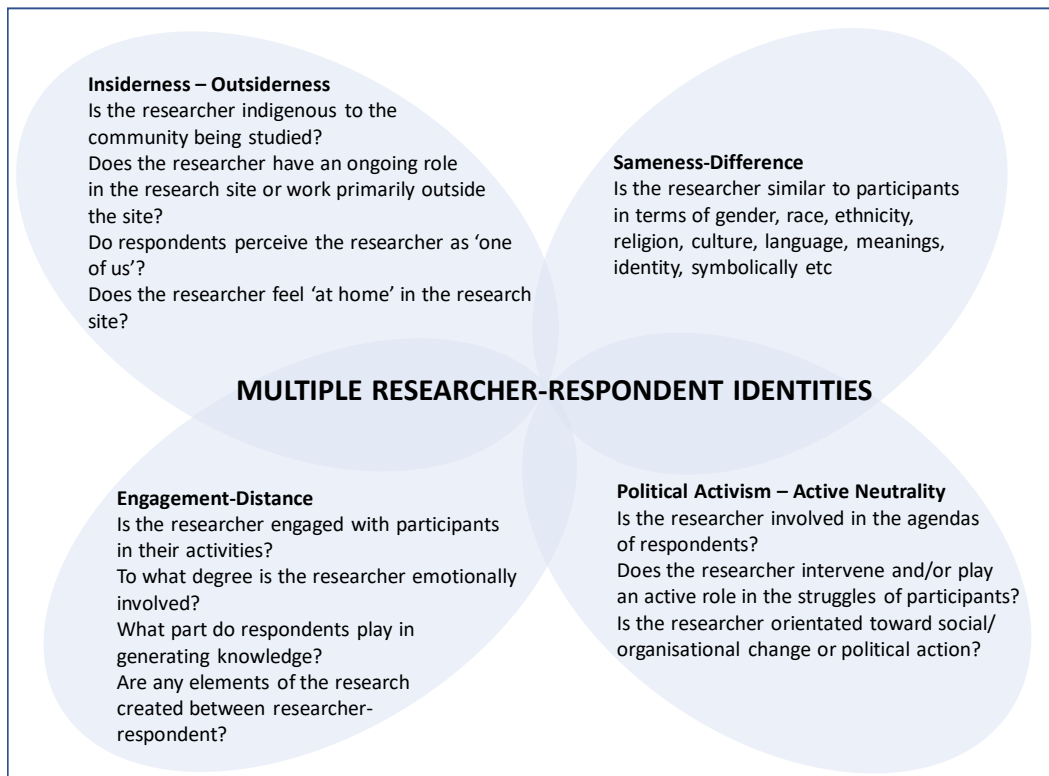 Insiderness – Outsiderness
Is the researcher indigenous to the
community being studied?
Does the researcher have an ongoing role
in the research site or work primarily outside
the site?
Do respondents perceive the researcher as ‘one
of us’?
Does the researcher feel ‘at home’ in the research
site?
Sameness-Difference
Is the researcher similar to participants
in terms of gender, race, ethnicity,
religion, culture, language, meanings,
identity, symbolically etc
MULTIPLE RESEARCHER-RESPONDENT IDENTITIES
Engagement-Distance
Is the researcher engaged with participants
in their activities?
To what degree is the researcher emotionally
involved?
What part do respondents play in
generating knowledge?
Are any elements of the research
created between researcher-
respondent?
Political Activism – Active Neutrality
Is the researcher involved in the agendas
of respondents?
Does the researcher intervene and/or play
an active role in the struggles of participants?
Is the researcher orientated toward social/
organisational change or political action?